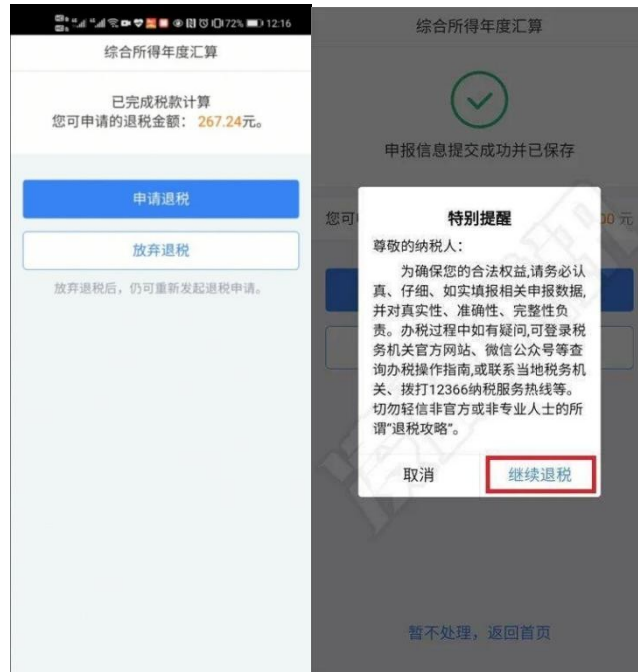 72% 12:16
综合所得年度汇算
已完成税款计算
您可申请的退税金额： 267.24元。
申请退税
放弃退税
放弃退税后，仍可重新发起退税申请。
综合所得年度汇算
申报信息提交成功并已保存
您可
00 元
特别提醒
尊敬的纳税人：
为确保您的合法权益,请务必认
真、仔细、如实填报相关申报数据,
并对真实性、准确性、完整性负
责。办税过程中如有疑问,可登录税
务机关官方网站、微信公众号等查
询办税操作指南,或联系当地税务机
关、拨打12366纳税服务热线等。
切勿轻信非官方或非专业人士的所
谓“退税攻略”。
取消
继续退税
暂不处理，返回首页